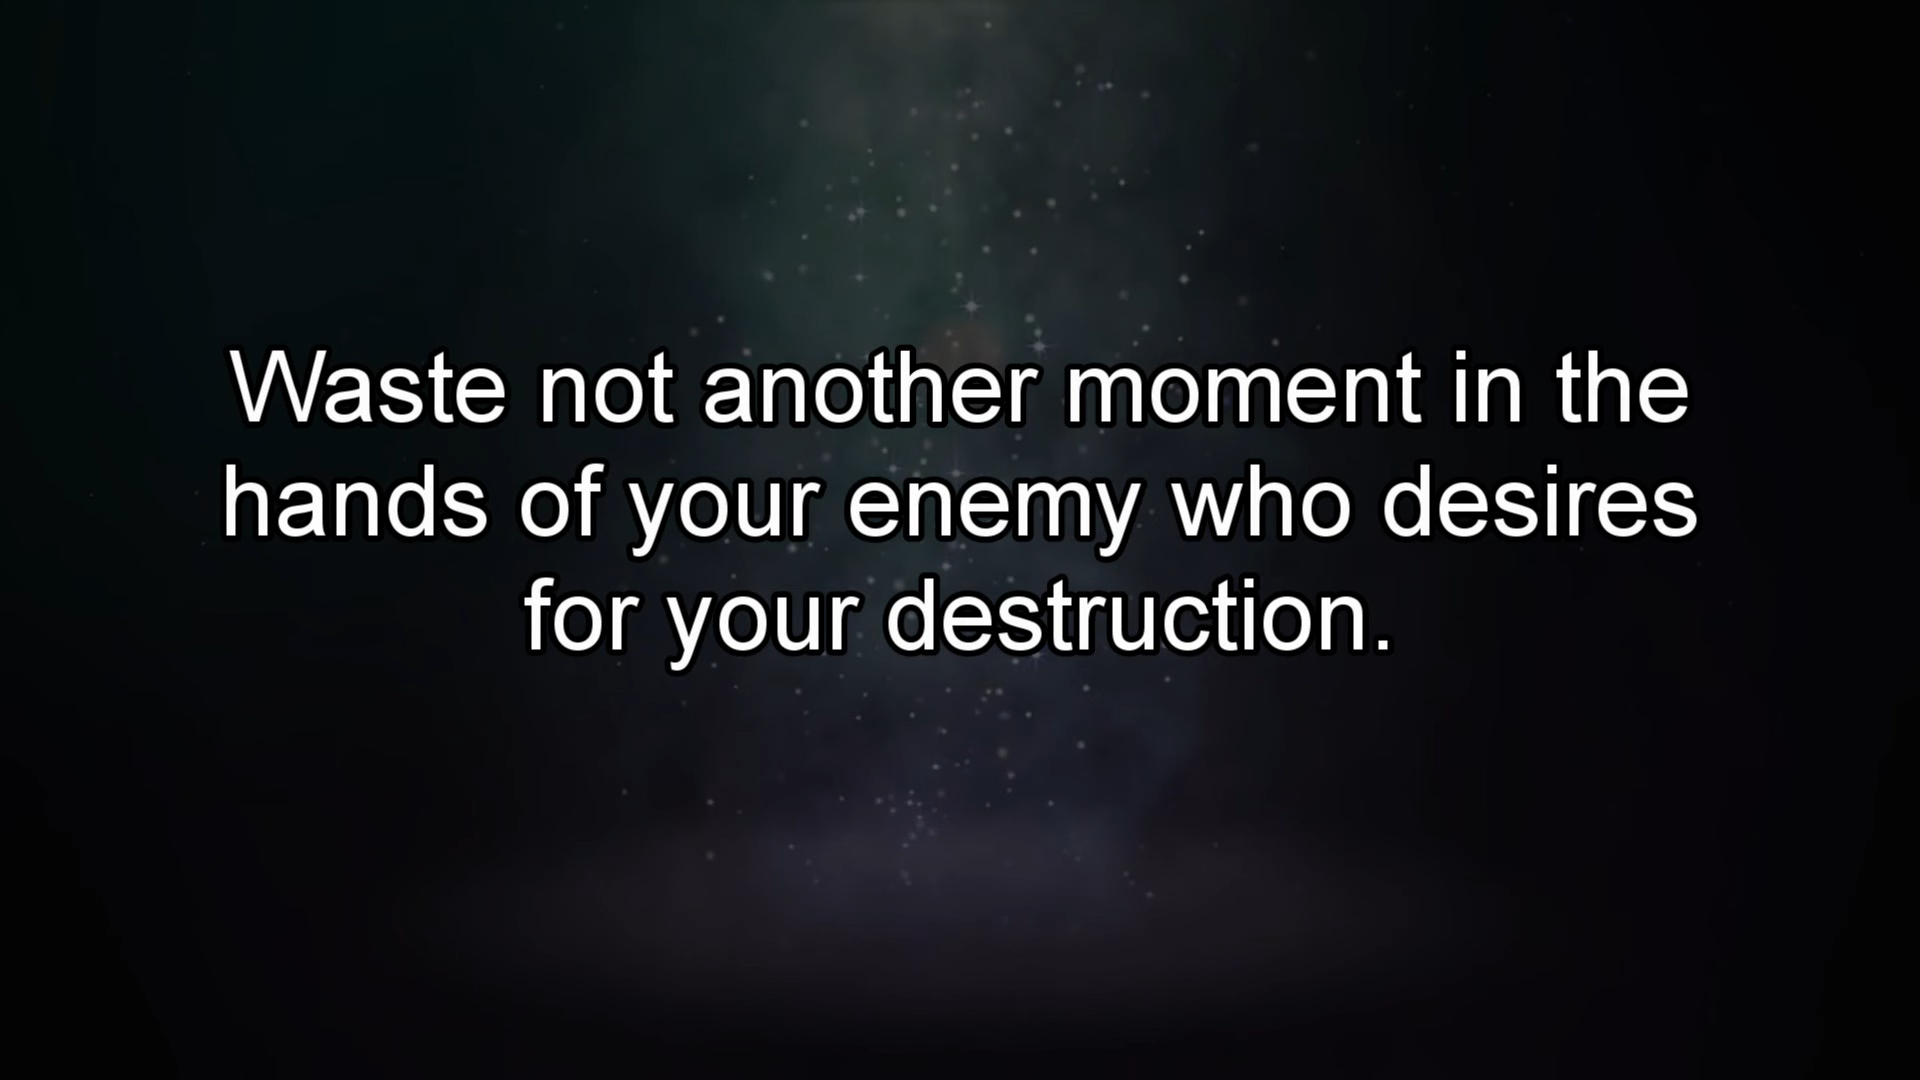 Waste not another moment in the
hands of your enemy who desires
for your destruction.